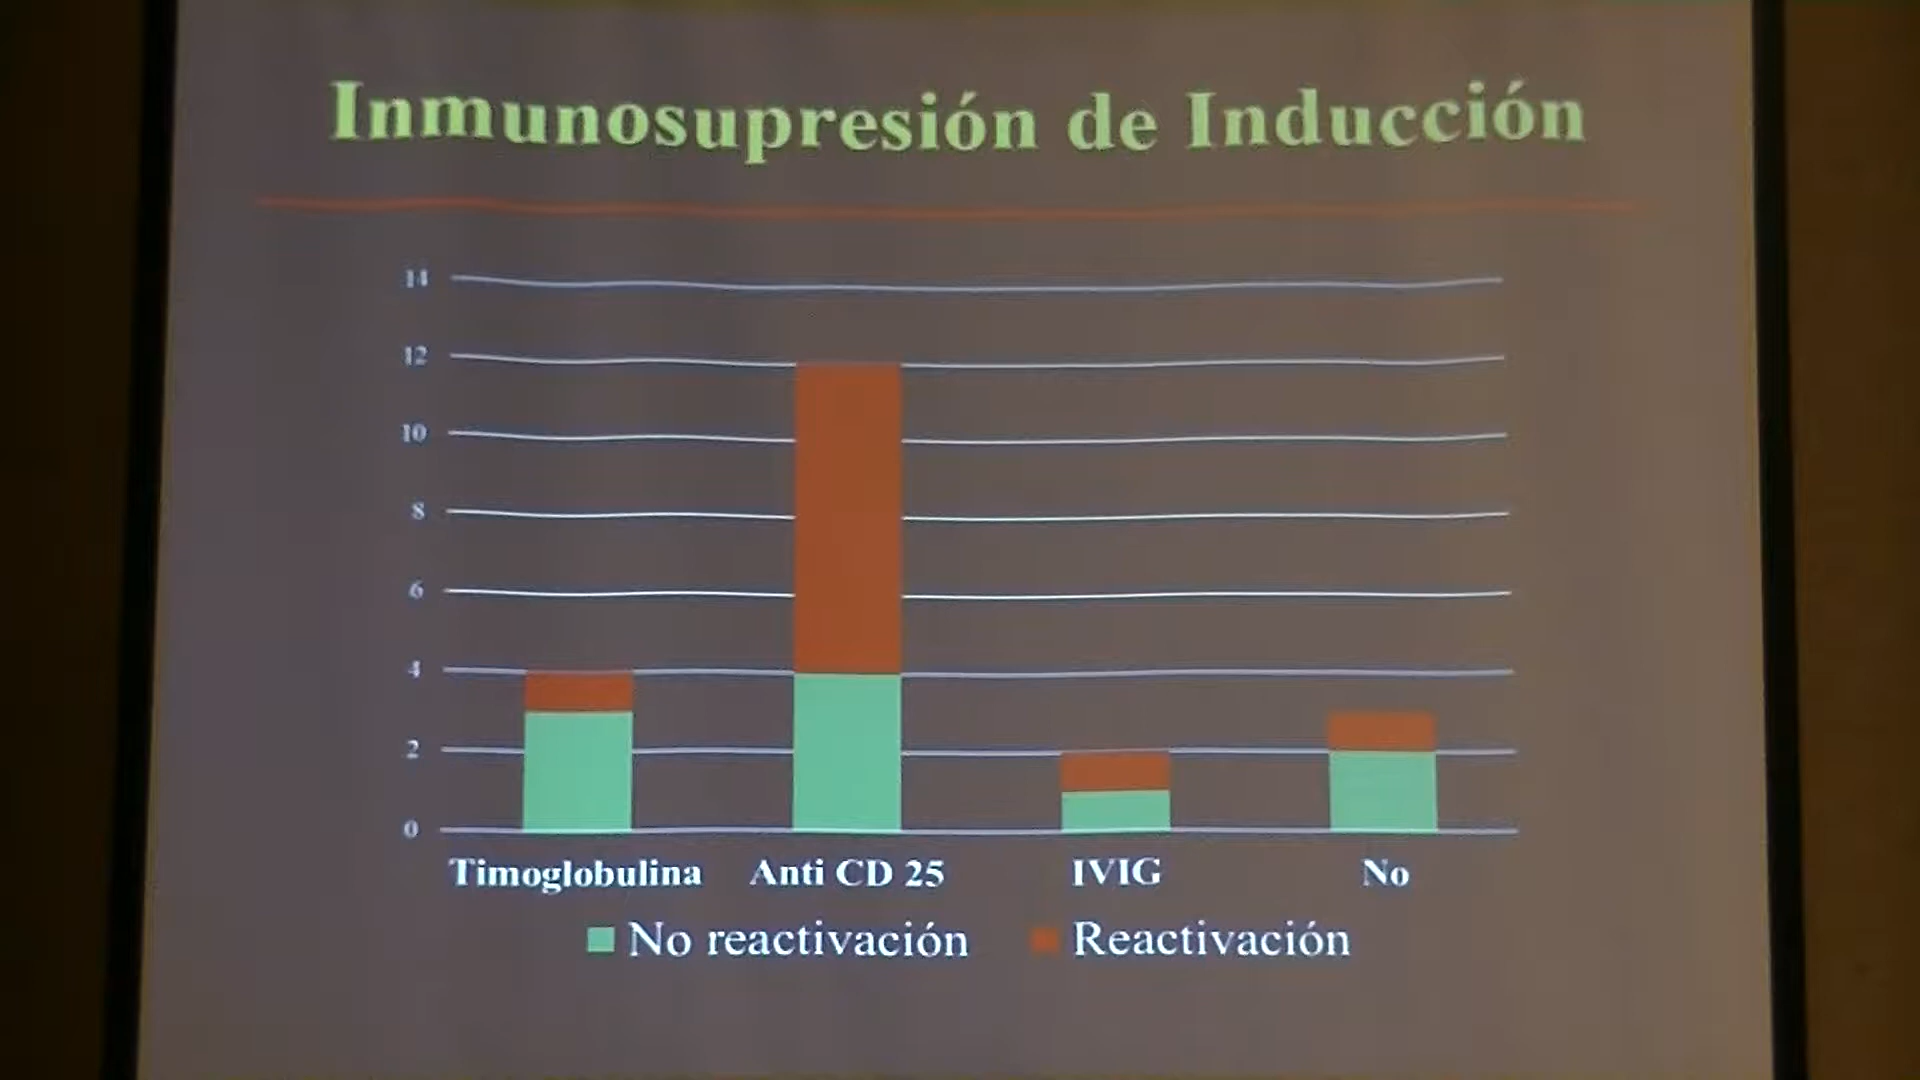 Inmunosupresión de Inducción
14
12
10
8
6
4
2
0
Timoglobulina Anti CD 25 IVIG No
No reactivación Reactivación